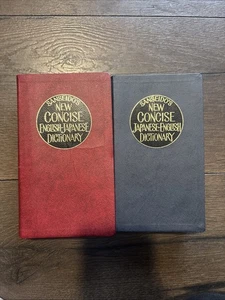 SANSEIDO'S
NEW
CONCISE
ENGLISH-JAPANESE
DICTIONARY
SANSEIDO'S
NEW
CONCISE
JAPANESE-ENGLISH
DICTIONARY